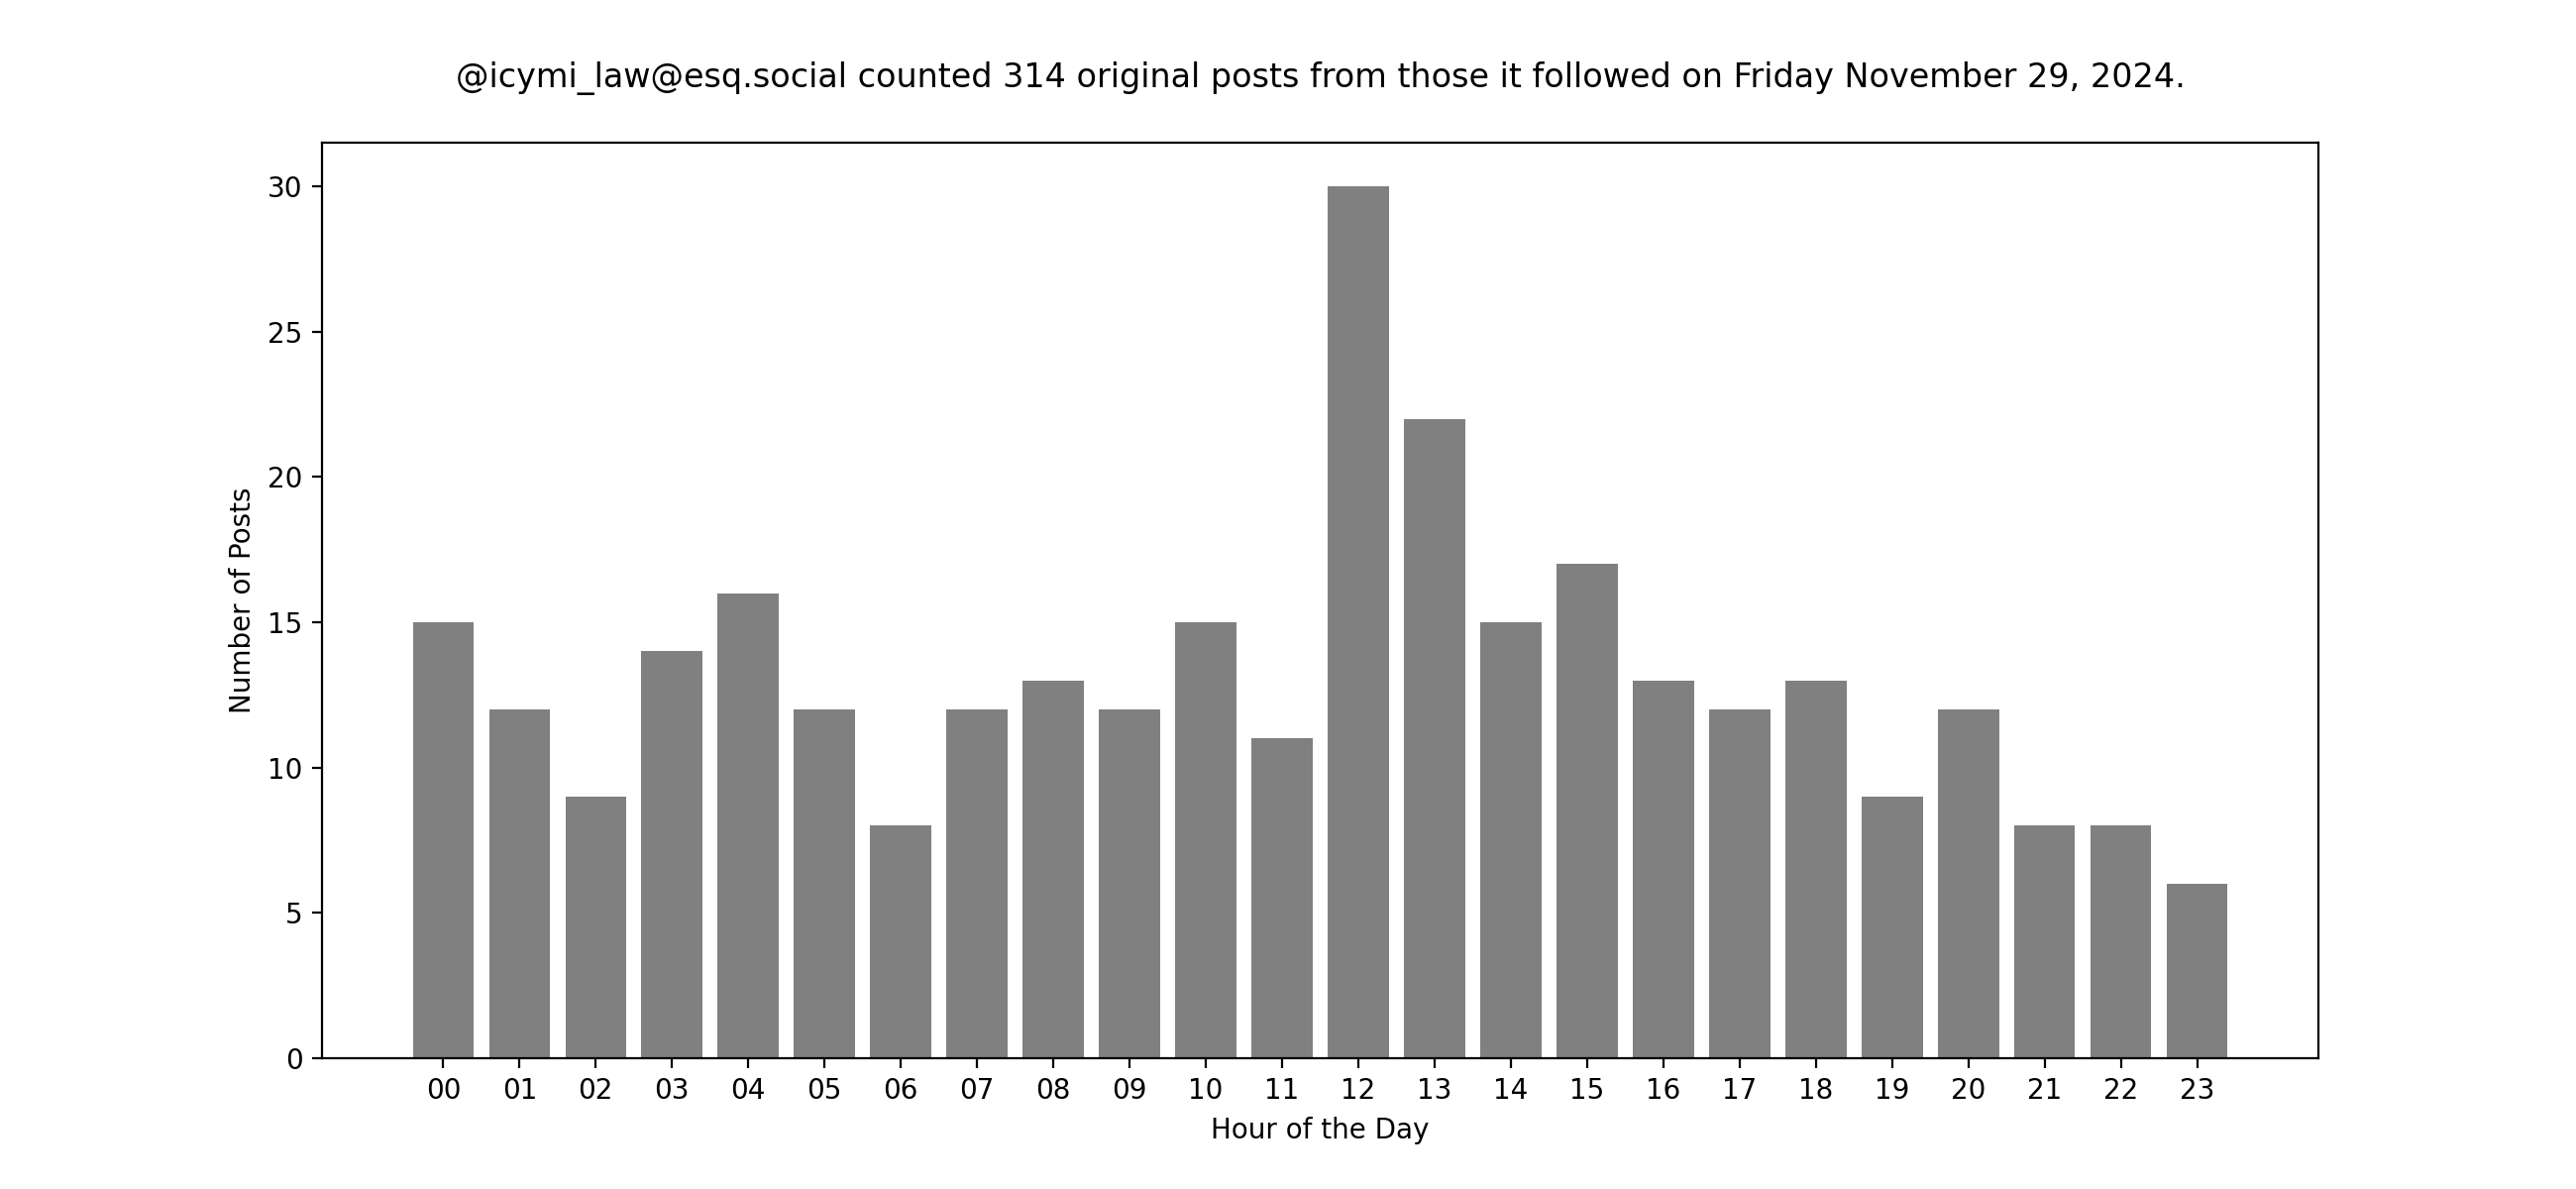 @icymi_law@esq.social counted 314 original posts from those it followed on Friday November 29, 2024.
30
25
20
15
10
5
0
Number of Posts
00 01 02 03 04 05 06 07 08 09 10 11 12 13 14 15 16 17 18 19 20 21 22 23
Hour of the Day